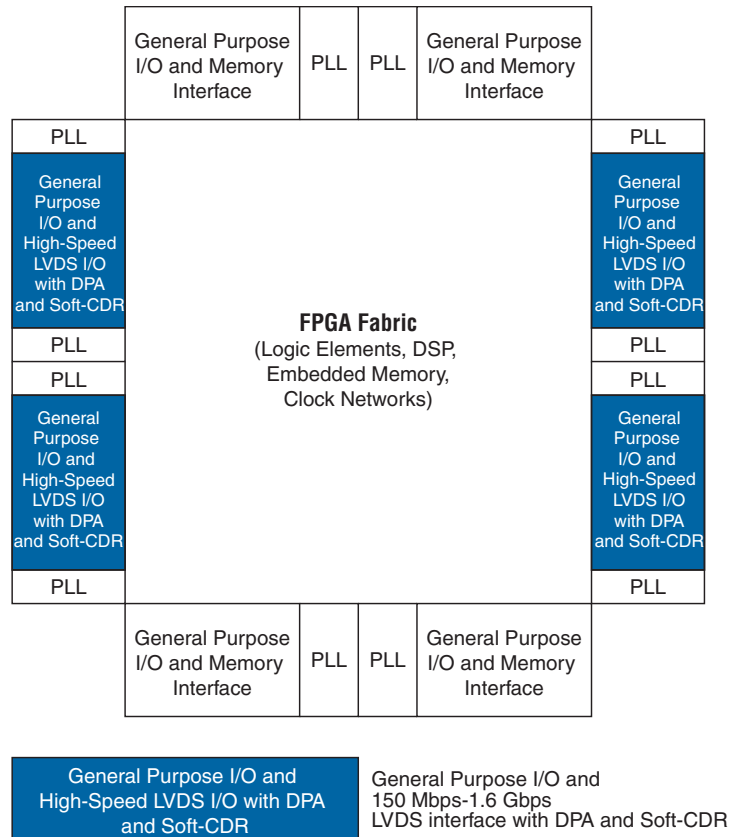 General Purpose
I/O and Memory
Interface
PLL
PLL
General Purpose
I/O and Memory
Interface
PLL
General
Purpose
I/O and
High-Speed
LVDS I/O
with DPA
and Soft-CDR
PLL
PLL
General
Purpose
I/O and
High-Speed
LVDS I/O
with DPA
and Soft-CDR
PLL
FPGA Fabric
(Logic Elements, DSP,
Embedded Memory,
Clock Networks)
PLL
General
Purpose
I/O and
High-Speed
LVDS I/O
with DPA
and Soft-CDR
PLL
PLL
General
Purpose
I/O and
High-Speed
LVDS I/O
with DPA
and Soft-CDR
PLL
General Purpose
I/O and Memory
Interface
PLL
PLL
General Purpose
I/O and Memory
Interface
General Purpose I/O and
High-Speed LVDS I/O with DPA
and Soft-CDR
General Purpose I/O and
150 Mbps-1.6 Gbps
LVDS interface with DPA and Soft-CDR